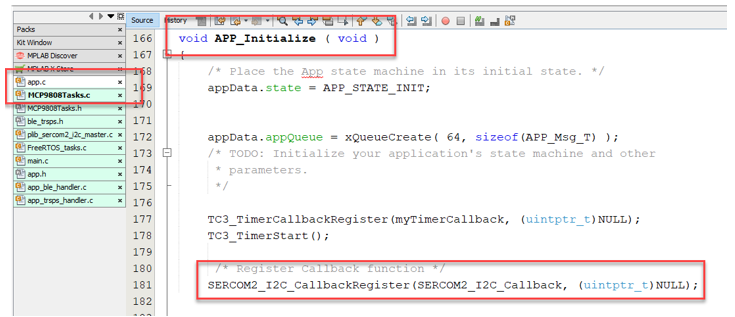 Source
History
Packs
Kit Window
MPLAB Discover
MPLAB X Store
app.c
MCP9808Tasks.c
MCP9808Tasks.h
ble_trsps.h
plib_sercom2_i2c_master.c
FreeRTOS_tasks.c
main.c
app.h
app_ble_handler.c
app_trsps_handler.c
166 void APP_Initialize ( void )
167 {
168 /* Place the App state machine in its initial state. */
169 appData.state = APP_STATE_INIT;
170
171
172 appData.appQueue = xQueueCreate( 64, sizeof(APP_Msg_T) );
173 /* TODO: Initialize your application's state machine and other
174 * parameters.
175 */
176
177 TC3_TimerCallbackRegister(myTimerCallback, (uintptr_t)NULL);
178 TC3_TimerStart();
179
180 /* Register Callback function */
181 SERCOM2_I2C_CallbackRegister(SERCOM2_I2C_Callback, (uintptr_t)NULL);
182